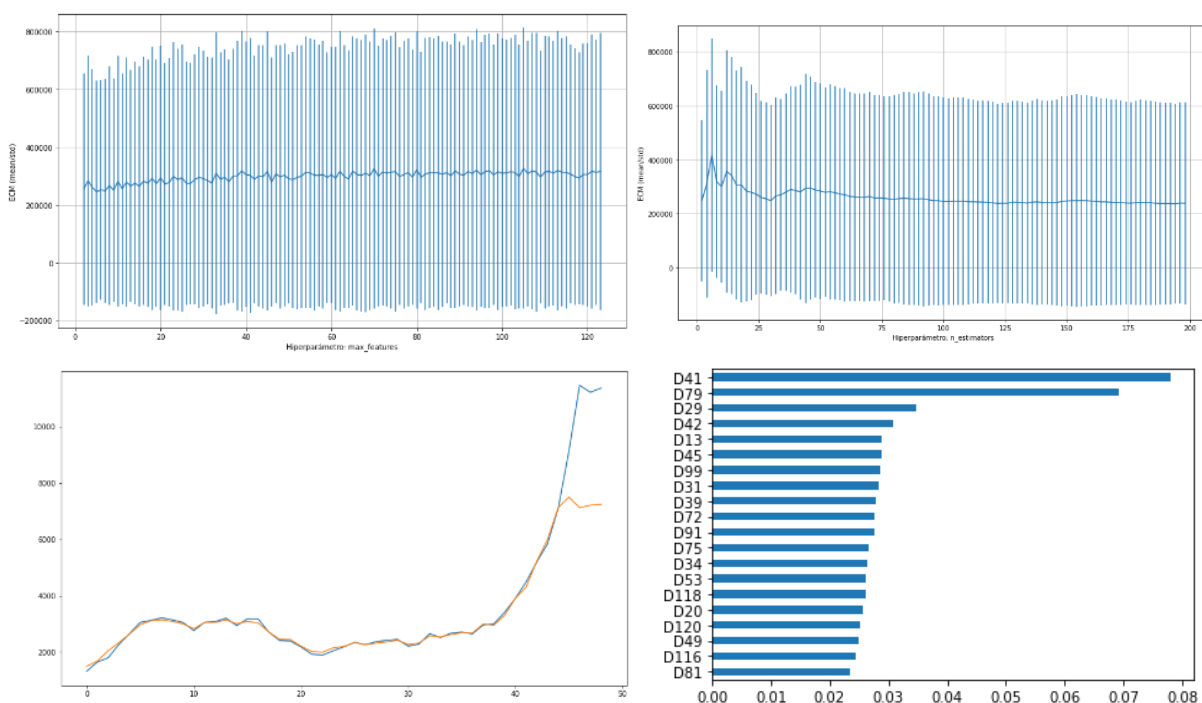 800000
600000
400000
200000
0
−200000
ECM (mean/std)
0
20
40
60
80
100
120
Hiperparámetro: max_features
800000
600000
400000
200000
0
ECM (mean/std)
0
25
50
75
100
125
150
175
200
Hiperparámetro: n_estimators
10000
8000
6000
4000
2000
0
10
20
30
40
50
D41
D79
D29
D42
D13
D45
D99
D31
D39
D72
D91
D75
D34
D53
D118
D20
D120
D49
D116
D81
0.00
0.01
0.02
0.03
0.04
0.05
0.06
0.07
0.08